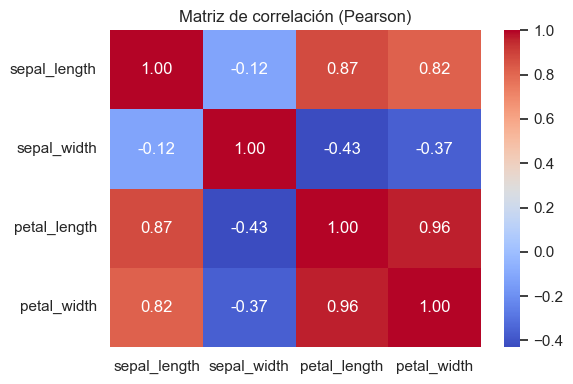 Matriz de correlación (Pearson)
sepal_length 1.00 -0.12 0.87 0.82
sepal_width -0.12 1.00 -0.43 -0.37
petal_length 0.87 -0.43 1.00 0.96
petal_width 0.82 -0.37 0.96 1.00
sepal_length sepal_width petal_length petal_width
1.0
0.8
0.6
0.4
0.2
0.0
−0.2
−0.4